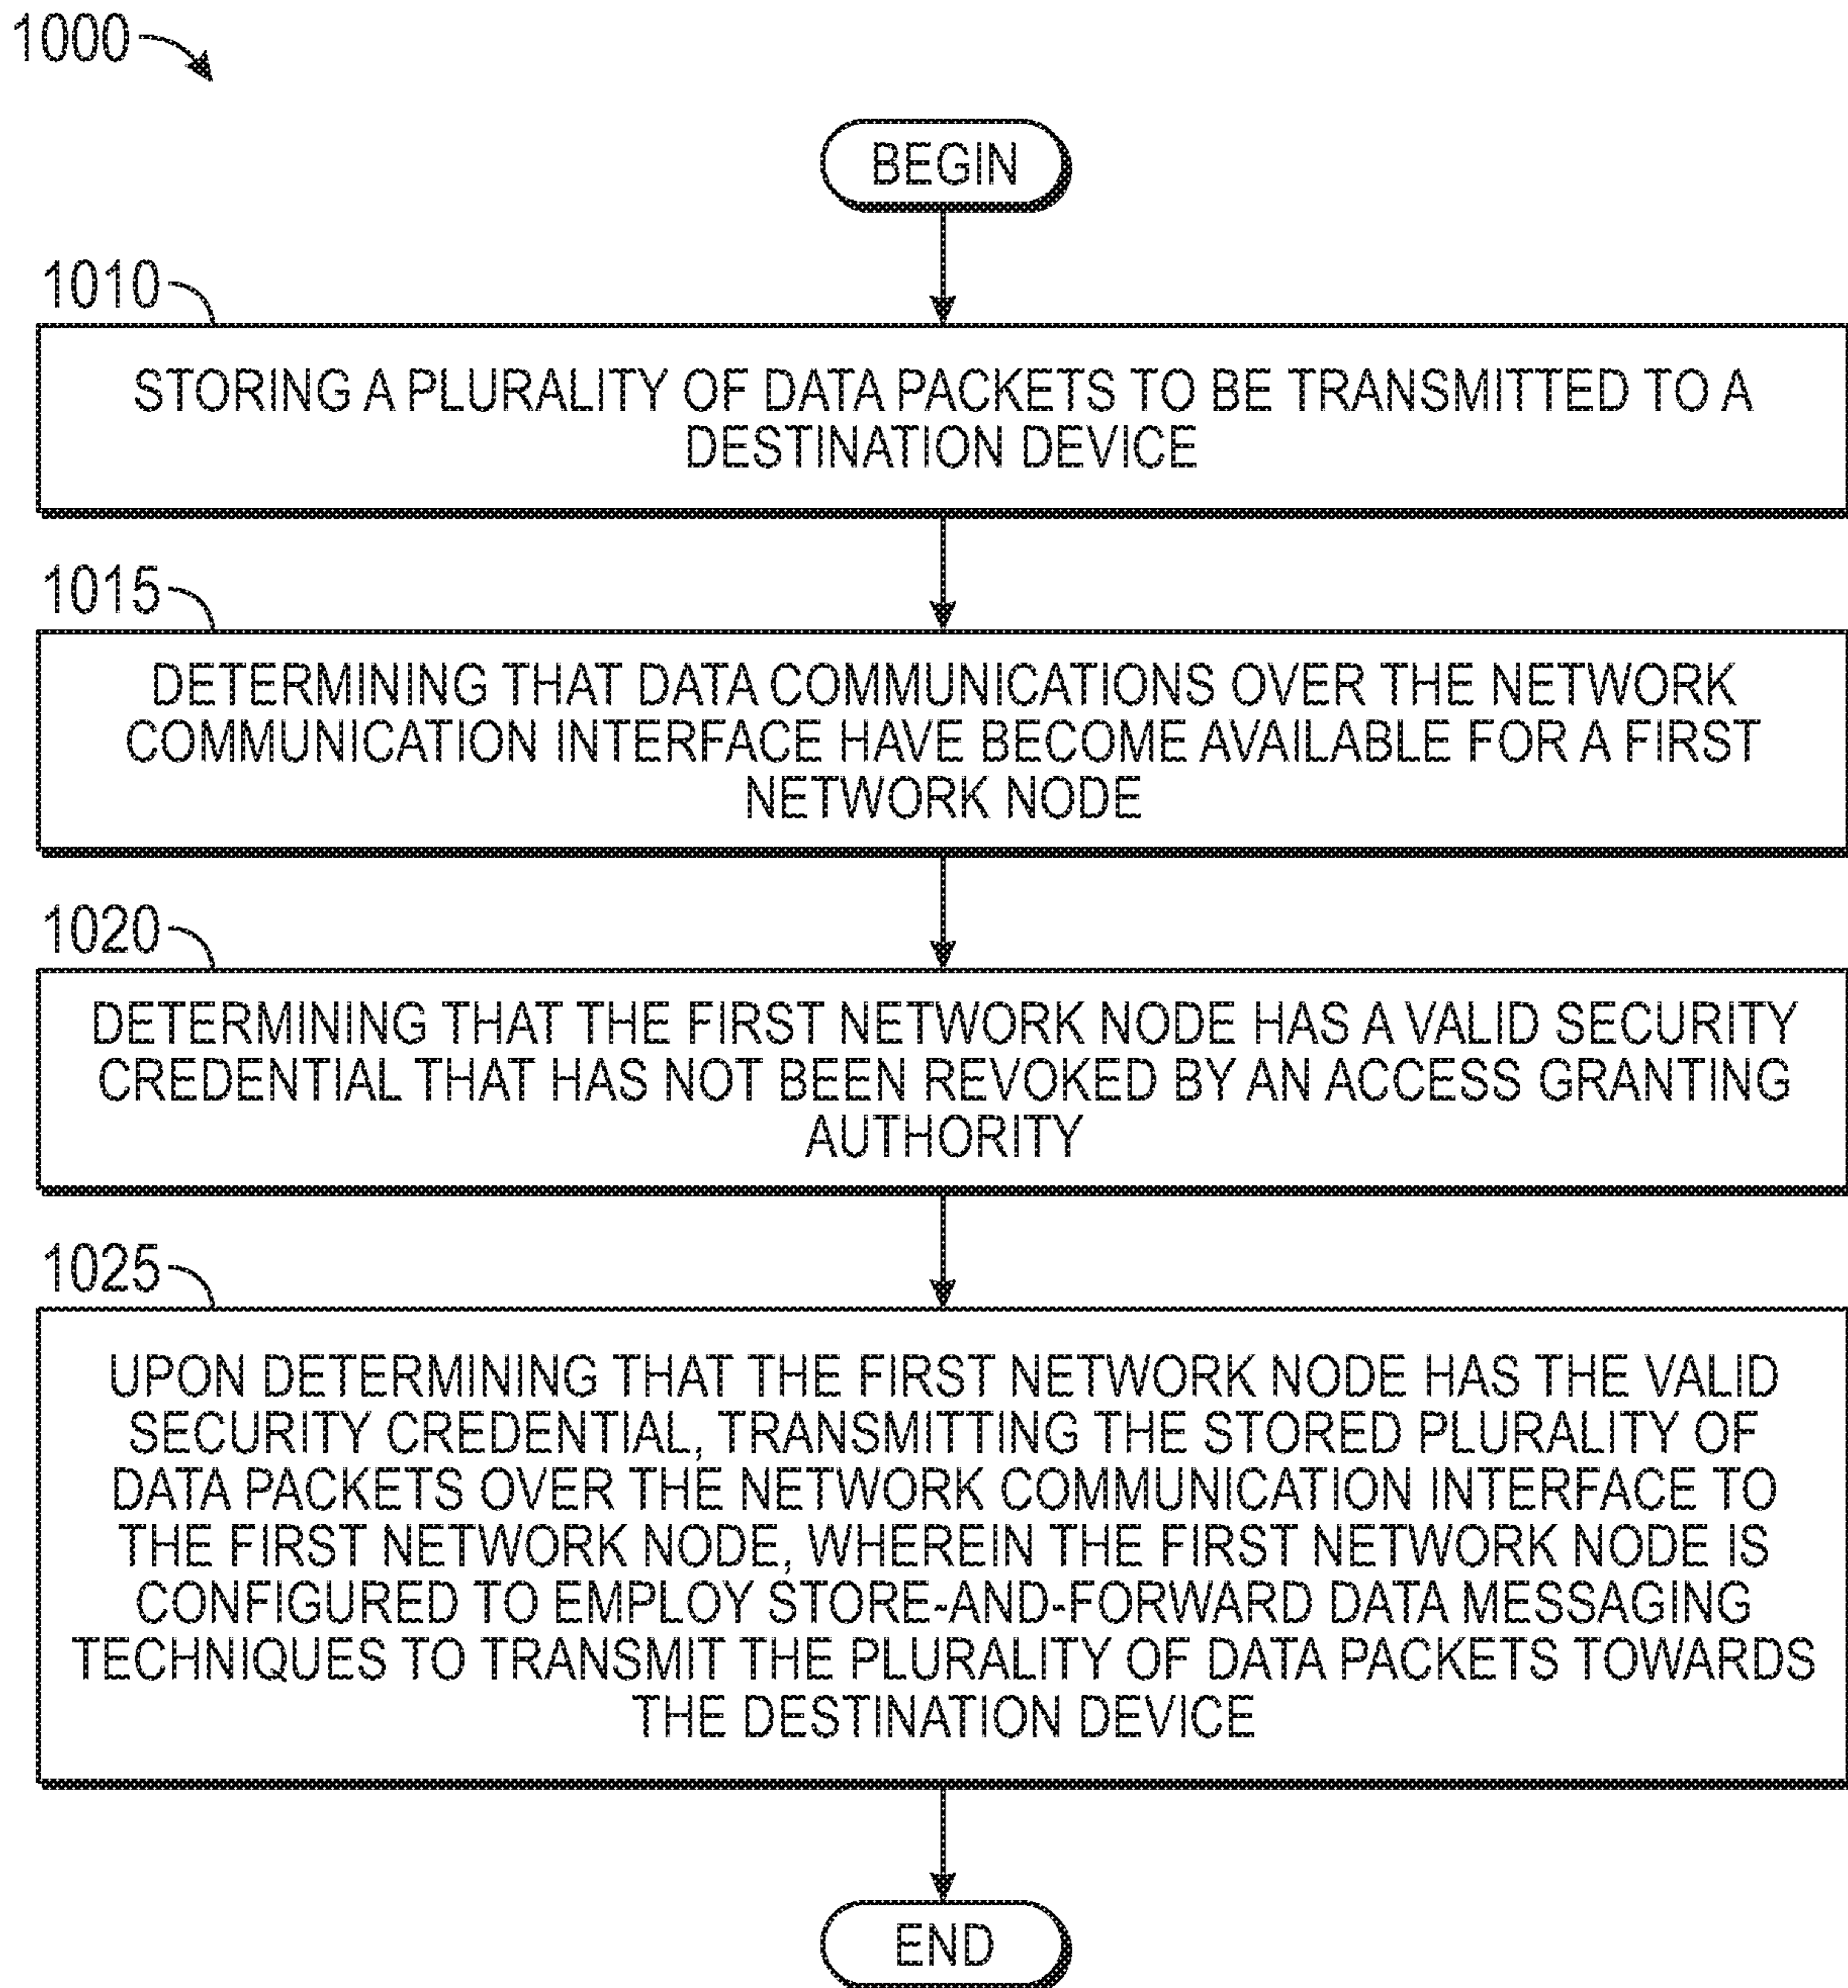 1000
BEGIN
1010
STORING A PLURALITY OF DATA PACKETS TO BE TRANSMITTED TO A
DESTINATION DEVICE
1015
DETERMINING THAT DATA COMMUNICATIONS OVER THE NETWORK
COMMUNICATION INTERFACE HAVE BECOME AVAILABLE FOR A FIRST
NETWORK NODE
1020
DETERMINING THAT THE FIRST NETWORK NODE HAS A VALID SECURITY
CREDENTIAL THAT HAS NOT BEEN REVOKED BY AN ACCESS GRANTING
AUTHORITY
1025
UPON DETERMINING THAT THE FIRST NETWORK NODE HAS THE VALID
SECURITY CREDENTIAL, TRANSMITTING THE STORED PLURALITY OF
DATA PACKETS OVER THE NETWORK COMMUNICATION INTERFACE TO
THE FIRST NETWORK NODE, WHEREIN THE FIRST NETWORK NODE IS
CONFIGURED TO EMPLOY STORE-AND-FORWARD DATA MESSAGING
TECHNIQUES TO TRANSMIT THE PLURALITY OF DATA PACKETS TOWARDS
THE DESTINATION DEVICE
END